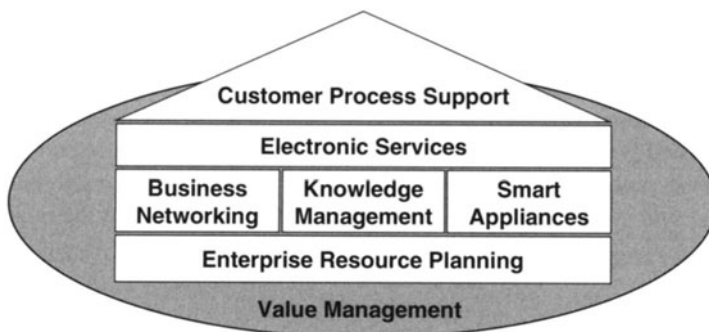 Customer Process Support
Electronic Services
Business
Networking
Knowledge
Management
Smart
Appliances
Enterprise Resource Planning
Value Management